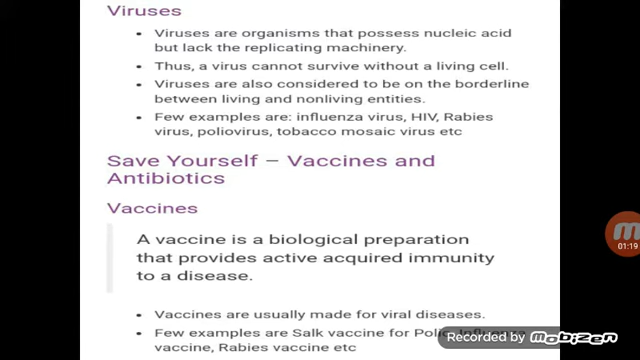 Viruses
• Viruses are organisms that possess nucleic acid
but lack the replicating machinery.
• Thus, a virus cannot survive without a living cell.
• Viruses are also considered to be on the borderline
between living and nonliving entities.
• Few examples are: influenza virus, HIV, Rabies
virus, poliovirus, tobacco mosaic virus etc
Save Yourself – Vaccines and
Antibiotics
Vaccines
A vaccine is a biological preparation
that provides active acquired immunity
to a disease.
01:19
• Vaccines are usually made for viral diseases.
• Few examples are Salk vaccine for Polio, Influenza
vaccine, Rabies vaccine etc
Recorded by Mobizen